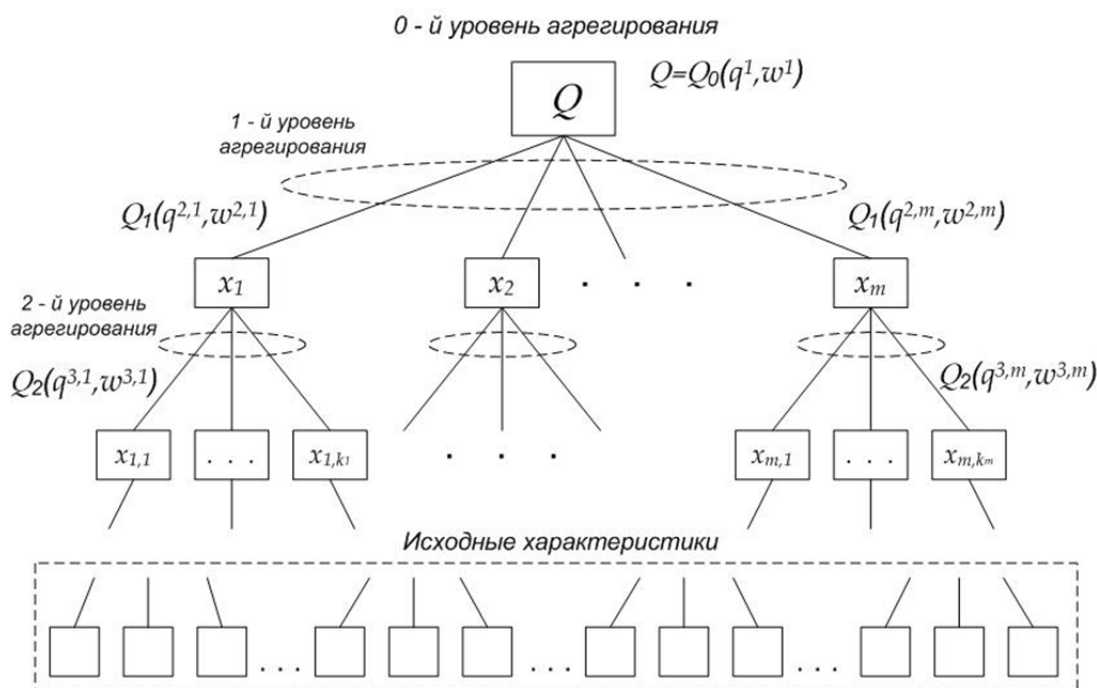 0 - й уровень агрегирования
Q
Q=Q₀(q¹,w¹)
1 - й уровень
агрегирования
Q₁(q²,¹,w²,¹)
Q₁(q²,ᵐ,w²,ᵐ)
x₁
x₂
. . .
xₘ
2 - й уровень
агрегирования
Q₂(q³,¹,w³,¹)
Q₂(q³,ᵐ,w³,ᵐ)
x₁,₁
. . .
x₁,ₖ₁
. . .
xₘ,₁
. . .
xₘ,ₖₘ
Исходные характеристики
. . . . . . . . .